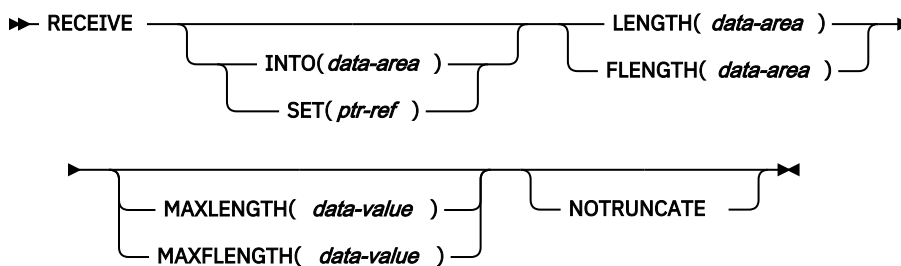 RECEIVE LENGTH( data-area )
INTO( data-area ) FLENGTH( data-area )
SET( ptr-ref )
MAXLENGTH( data-value ) NOTRUNCATE
MAXFLENGTH( data-value )